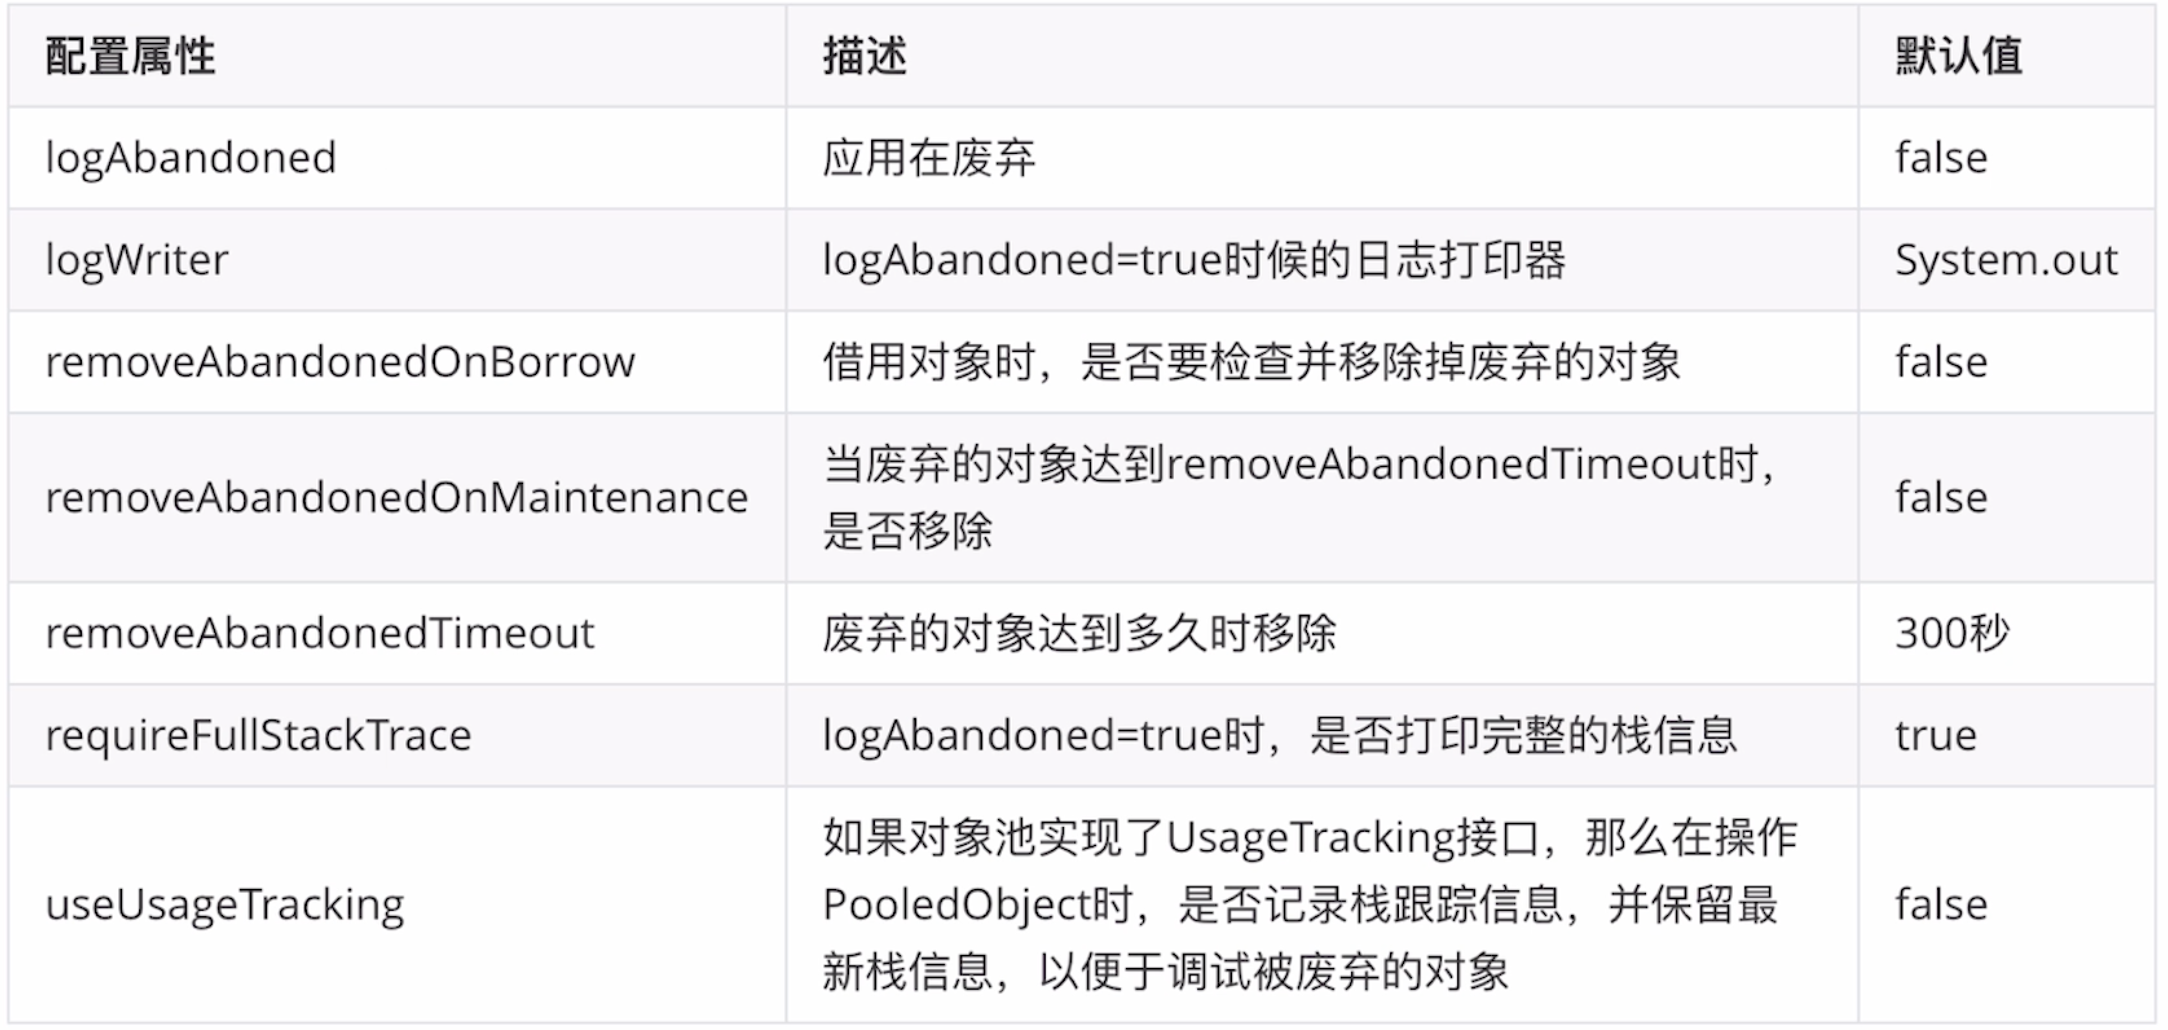 配置属性 描述 默认值
logAbandoned 应用在废弃 false
logWriter logAbandoned=true时候的日志打印器 System.out
removeAbandonedOnBorrow 借用对象时，是否要检查并移除掉废弃的对象 false
removeAbandonedOnMaintenance 当废弃的对象达到removeAbandonedTimeout时，
是否移除 false
removeAbandonedTimeout 废弃的对象达到多久时移除 300秒
requireFullStackTrace logAbandoned=true时，是否打印完整的栈信息 true
useUsageTracking 如果对象池实现了UsageTracking接口，那么在操作
PooledObject时，是否记录栈跟踪信息，并保留最
新栈信息，以便于调试被废弃的对象 false